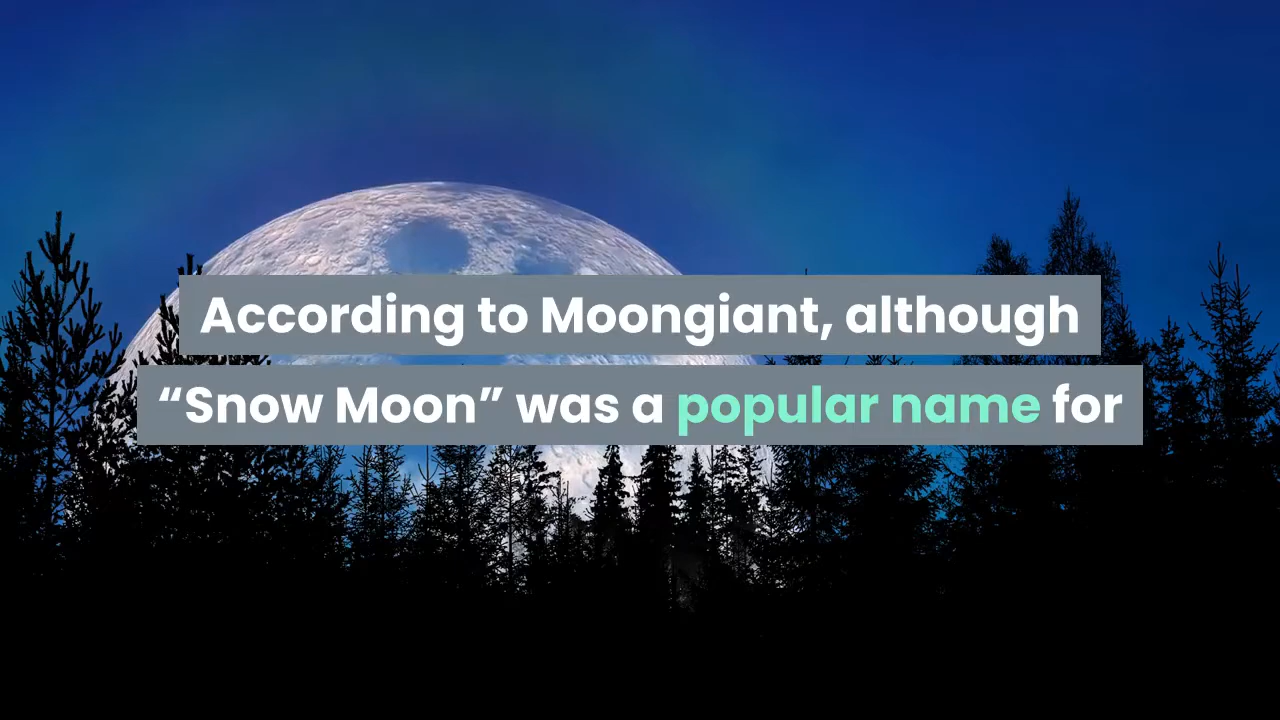 According to Moongiant, although
“Snow Moon” was a popular name for